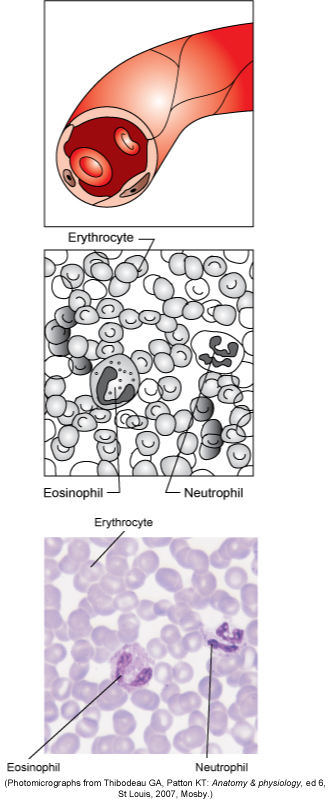 Erythrocyte
Eosinophil
Neutrophil
Erythrocyte
Eosinophil
Neutrophil
(Photomicrographs from Thibodeau GA, Patton KT: Anatomy & physiology, ed 6,
St Louis, 2007, Mosby.)